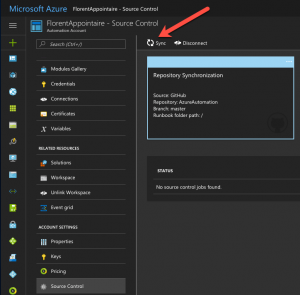 Microsoft Azure
FlorentAppointaire - Source Control
FlorentAppointaire - Source Control
Automation Account
Search (Ctrl+/)
Sync
Disconnect
Modules Gallery
Credentials
Connections
Certificates
Variables
RELATED RESOURCES
Solutions
Workspace
Unlink Workspace
Event grid
ACCOUNT SETTINGS
Properties
Keys
Pricing
Source Control
Repository Synchronization
Source: GitHub
Repository: AzureAutomation
Branch: master
Runbook folder path: /
STATUS
No source control jobs found.